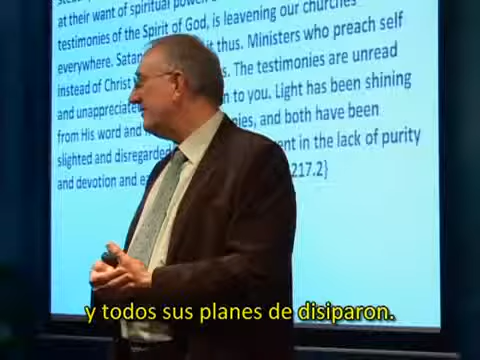 at their want of spiritual power
testimonies of the Spirit of God, is leavening our churches
everywhere. Satan it thus. Ministers who preach self
instead of Christ s. The testimonies are unread
and unappreciated n to you. Light has been shining
from His word and nies, and both have been
slighted and disregarded ent in the lack of purity
and devotion and 217.2}
y todos sus planes de disiparon.